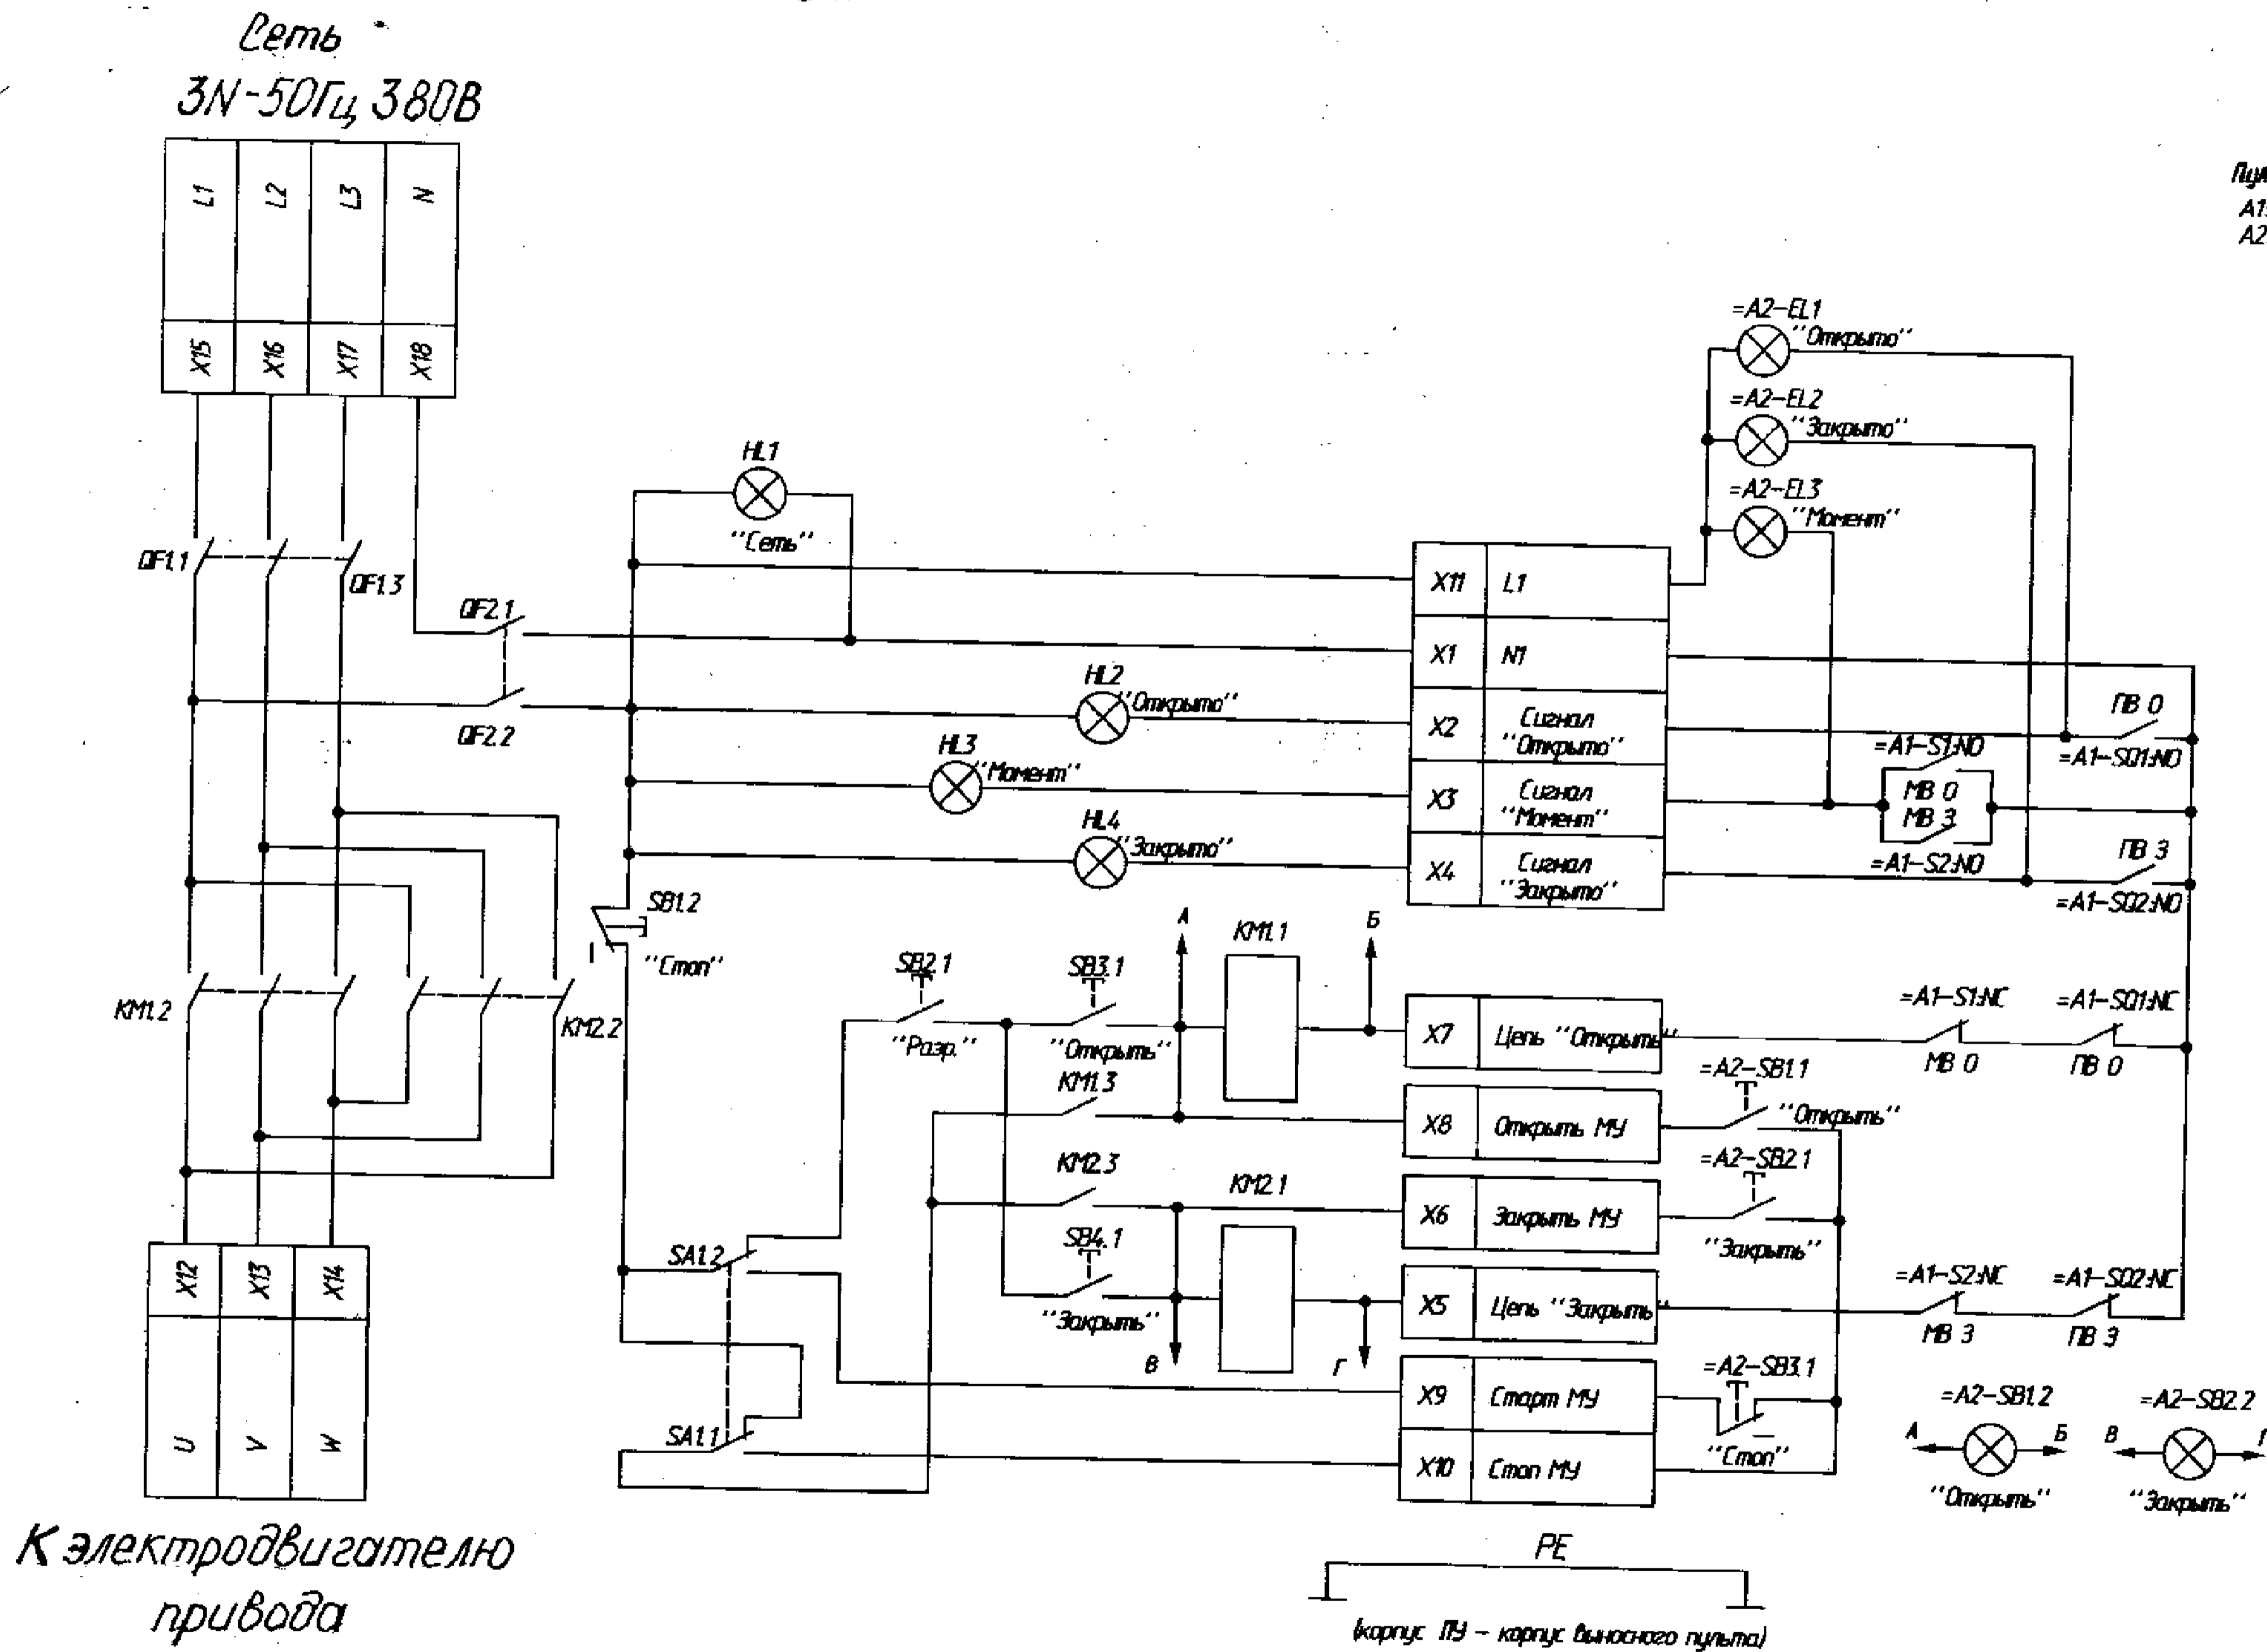 Сеть
3N-50Гц, 380В
L1
L2
L3
N
X15
X16
X17
X18
QF1.1
QF1.3
QF2.1
QF2.2
KM1.2
KM2.2
X12
X13
X14
U
V
W
К электродвигателю
привода
HL1
"Сеть"
HL2
"Открыто"
HL3
"Момент"
HL4
"Закрыто"
SB1.2
"Стоп"
SB2.1
"Разр."
SB3.1
"Открыть"
А
KM1.1
Б
KM1.3
KM2.3
KM2.1
SB4.1
"Закрыть"
В
Г
SA1.2
SA1.1
X11 L1
X1 N1
X2 Сигнал
"Открыто"
X3 Сигнал
"Момент"
X4 Сигнал
"Закрыто"
X7 Цепь "Открыть"
X8 Открыть МУ
X6 Закрыть МУ
X5 Цепь "Закрыть"
X9 Старт МУ
X10 Стоп МУ
=A2-EL1
"Открыто"
=A2-EL2
"Закрыто"
=A2-EL3
"Момент"
ПВ 0
=A1-SQ1:NO
=A1-S1:NO
МВ 0
МВ 3
=A1-S2:NO
ПВ 3
=A1-SQ2:NO
=A1-S1:NC
МВ 0
=A1-SQ1:NC
ПВ 0
=A2-SB1.1
"Открыть"
=A2-SB2.1
"Закрыть"
=A1-S2:NC
МВ 3
=A1-SQ2:NC
ПВ 3
=A2-SB3.1
"Стоп"
=A2-SB1.2
А Б
"Открыть"
=A2-SB2.2
В Г
"Закрыть"
PE
(корпус ПУ - корпус выносного пульта)
A1
A2